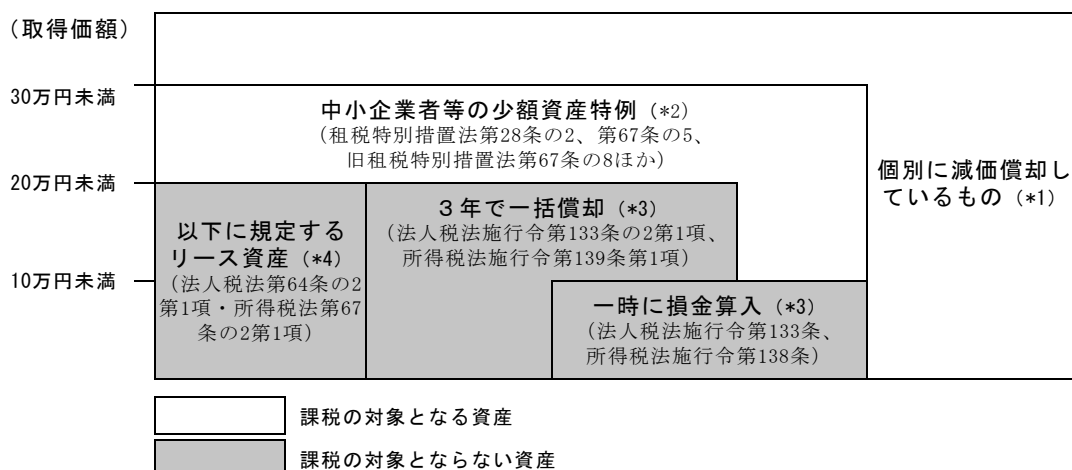 （取得価額）
30万円未満
20万円未満
10万円未満
中小企業者等の少額資産特例（*2）
（租税特別措置法第28条の2、第67条の5、
旧租税特別措置法第67条の8ほか）
個別に減価償却し
ているもの（*1）
以下に規定する
リース資産（*4）
（法人税法第64条の2
第1項・所得税法第67
条の2第1項）
３年で一括償却（*3）
（法人税法施行令第133条の2第1項、
所得税法施行令第139条第1項）
一時に損金算入（*3）
（法人税法施行令第133条、
所得税法施行令第138条）
課税の対象となる資産
課税の対象とならない資産